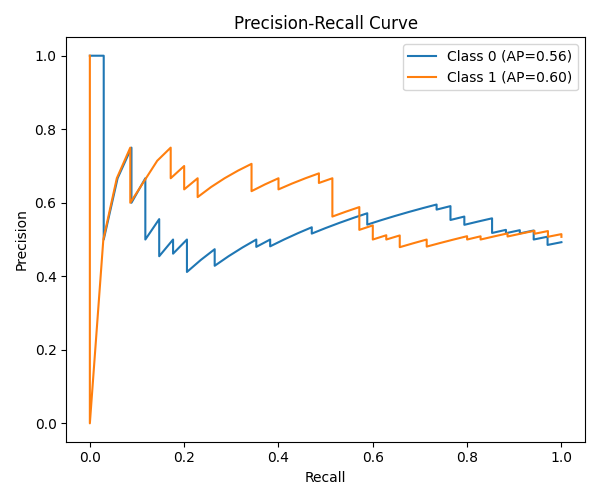 Precision-Recall Curve
Class 0 (AP=0.56)
Class 1 (AP=0.60)
Precision
1.0
0.8
0.6
0.4
0.2
0.0
0.0 0.2 0.4 0.6 0.8 1.0
Recall